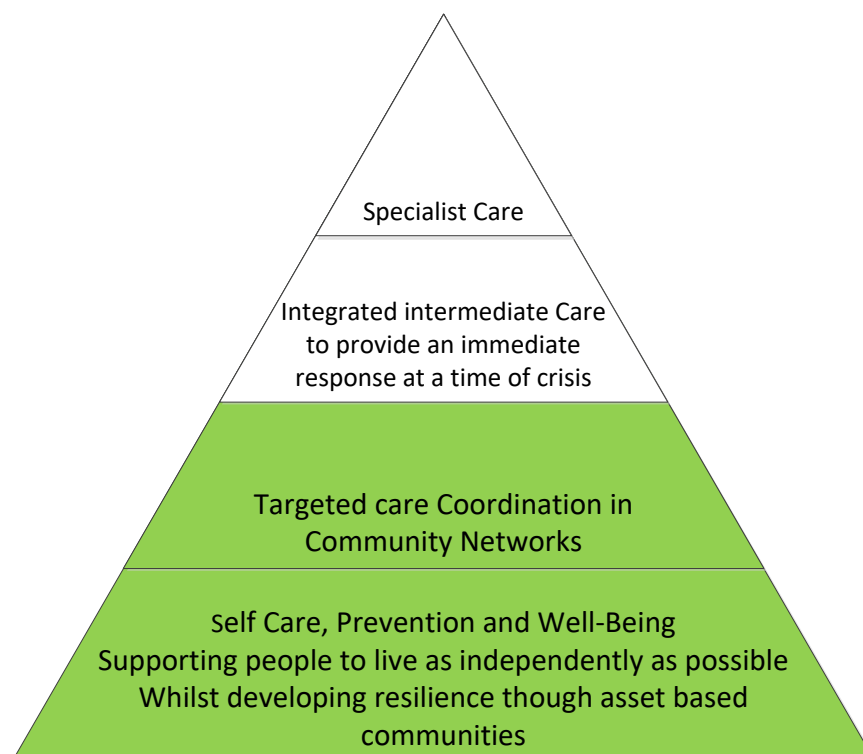 Specialist Care
Integrated intermediate Care
to provide an immediate
response at a time of crisis
Targeted care Coordination in
Community Networks
Self Care, Prevention and Well-Being
Supporting people to live as independently as possible
Whilst developing resilience though asset based
communities